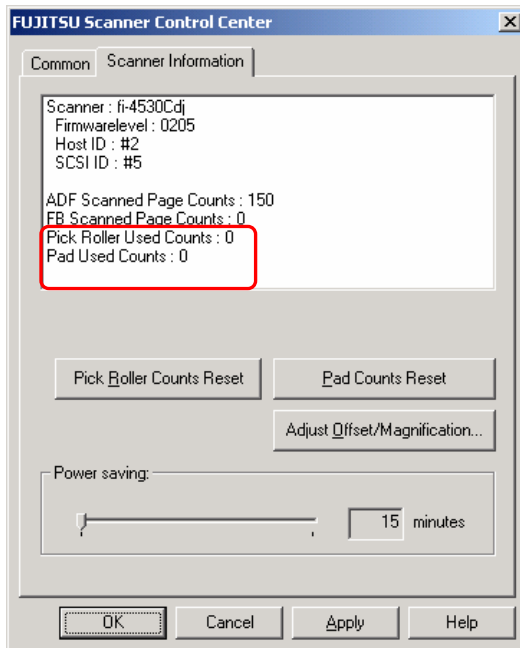 FUJITSU Scanner Control Center
Common Scanner Information
Scanner : fi-4530Cdj
Firmwarelevel : 0205
Host ID : #2
SCSI ID : #5
ADF Scanned Page Counts : 150
FB Scanned Page Counts : 0
Pick Roller Used Counts : 0
Pad Used Counts : 0
Pick Roller Counts Reset Pad Counts Reset
Adjust Offset/Magnification...
Power saving:
15 minutes
OK Cancel Apply Help